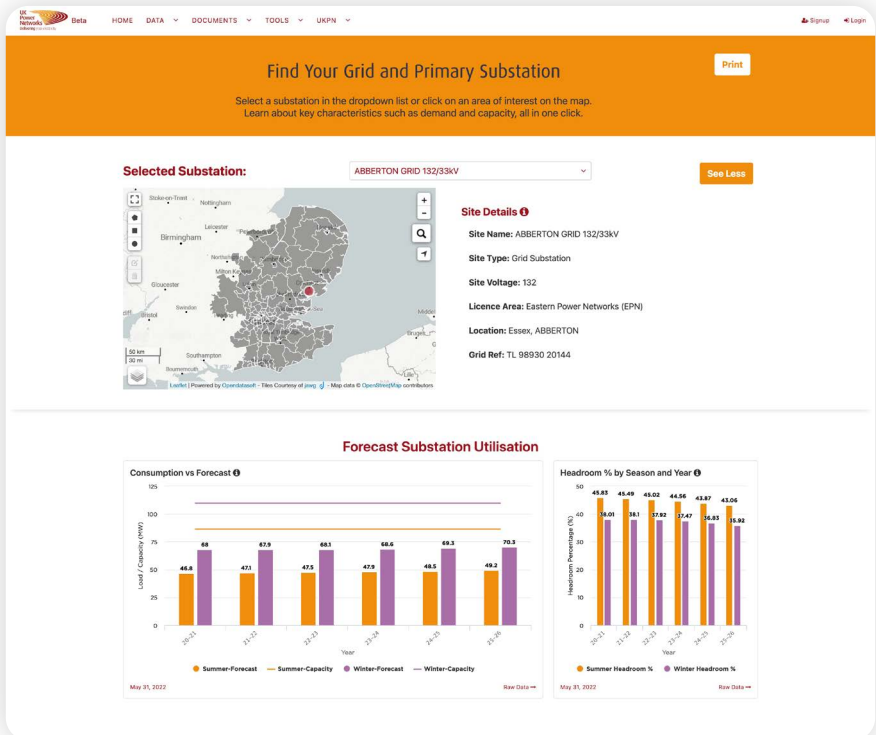 UK
Power
Networks
Beta
HOME DATA DOCUMENTS TOOLS UKPN
Signup Login
Find Your Grid and Primary Substation
Print
Select a substation in the dropdown list or click on an area of interest on the map.
Learn about key characteristics such as demand and capacity, all in one click.
Selected Substation:
ABBERTON GRID 132/33kV
See Less
Stoke-on-Trent
Nottingham
Leicester
Birmingham
Gloucester
Swindon
Bristol
Southampton
Bournemouth
Lille
50 km
30 mi
Leaflet | Powered by Opendatasoft - Tiles Courtesy of jawg - Map data © OpenStreetMap contributors
Site Details
Site Name: ABBERTON GRID 132/33kV
Site Type: Grid Substation
Site Voltage: 132
Licence Area: Eastern Power Networks (EPN)
Location: Essex, ABBERTON
Grid Ref: TL 98930 20144
Forecast Substation Utilisation
Consumption vs Forecast
Load / Capacity (MW)
125
100
75
50
25
0
46.8 68 47.1 67.9 47.5 68.1 47.9 68.6 48.5 69.3 49.2 70.3
20-21 21-22 22-23 23-24 24-25 25-26
Year
Summer-Forecast Summer-Capacity Winter-Forecast Winter-Capacity
May 31, 2022 Raw Data
Headroom % by Season and Year
Headroom Percentage (%)
50
40
30
20
10
0
45.83 38.01 45.49 38.1 45.02 37.92 44.56 37.47 43.87 36.83 43.06 35.92
20-21 21-22 22-23 23-24 24-25 25-26
Year
Summer Headroom % Winter Headroom %
May 31, 2022 Raw Data